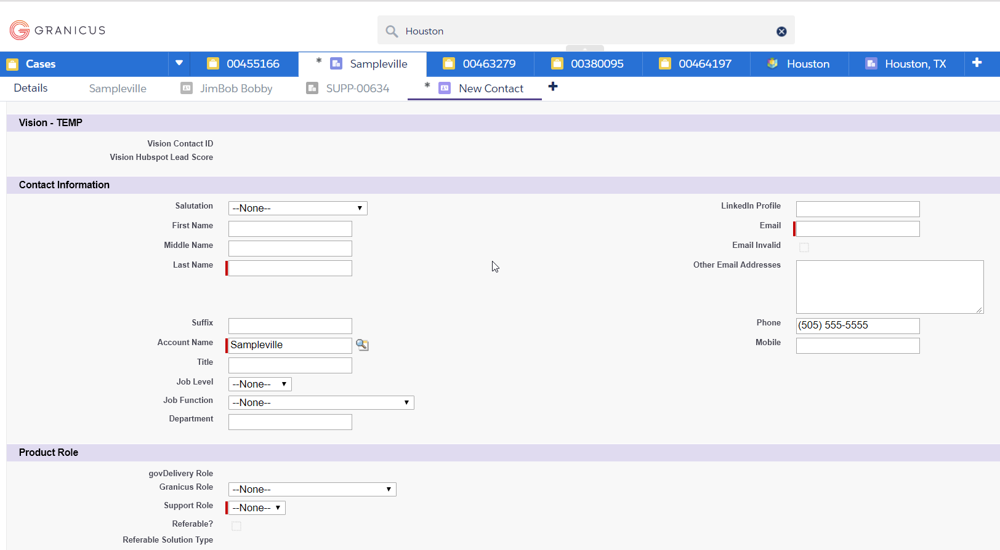 GRANICUS
Houston
Cases 00455166 * Sampleville 00463279 00380095 00464197 Houston Houston, TX
Details Sampleville JimBob Bobby SUPP-00634 * New Contact
Vision - TEMP
Vision Contact ID
Vision Hubspot Lead Score
Contact Information
Salutation --None-- LinkedIn Profile
First Name Email
Middle Name Email Invalid
Last Name Other Email Addresses
Suffix Phone (505) 555-5555
Account Name Sampleville Mobile
Title
Job Level --None--
Job Function --None--
Department
Product Role
govDelivery Role
Granicus Role --None--
Support Role --None--
Referable?
Referable Solution Type